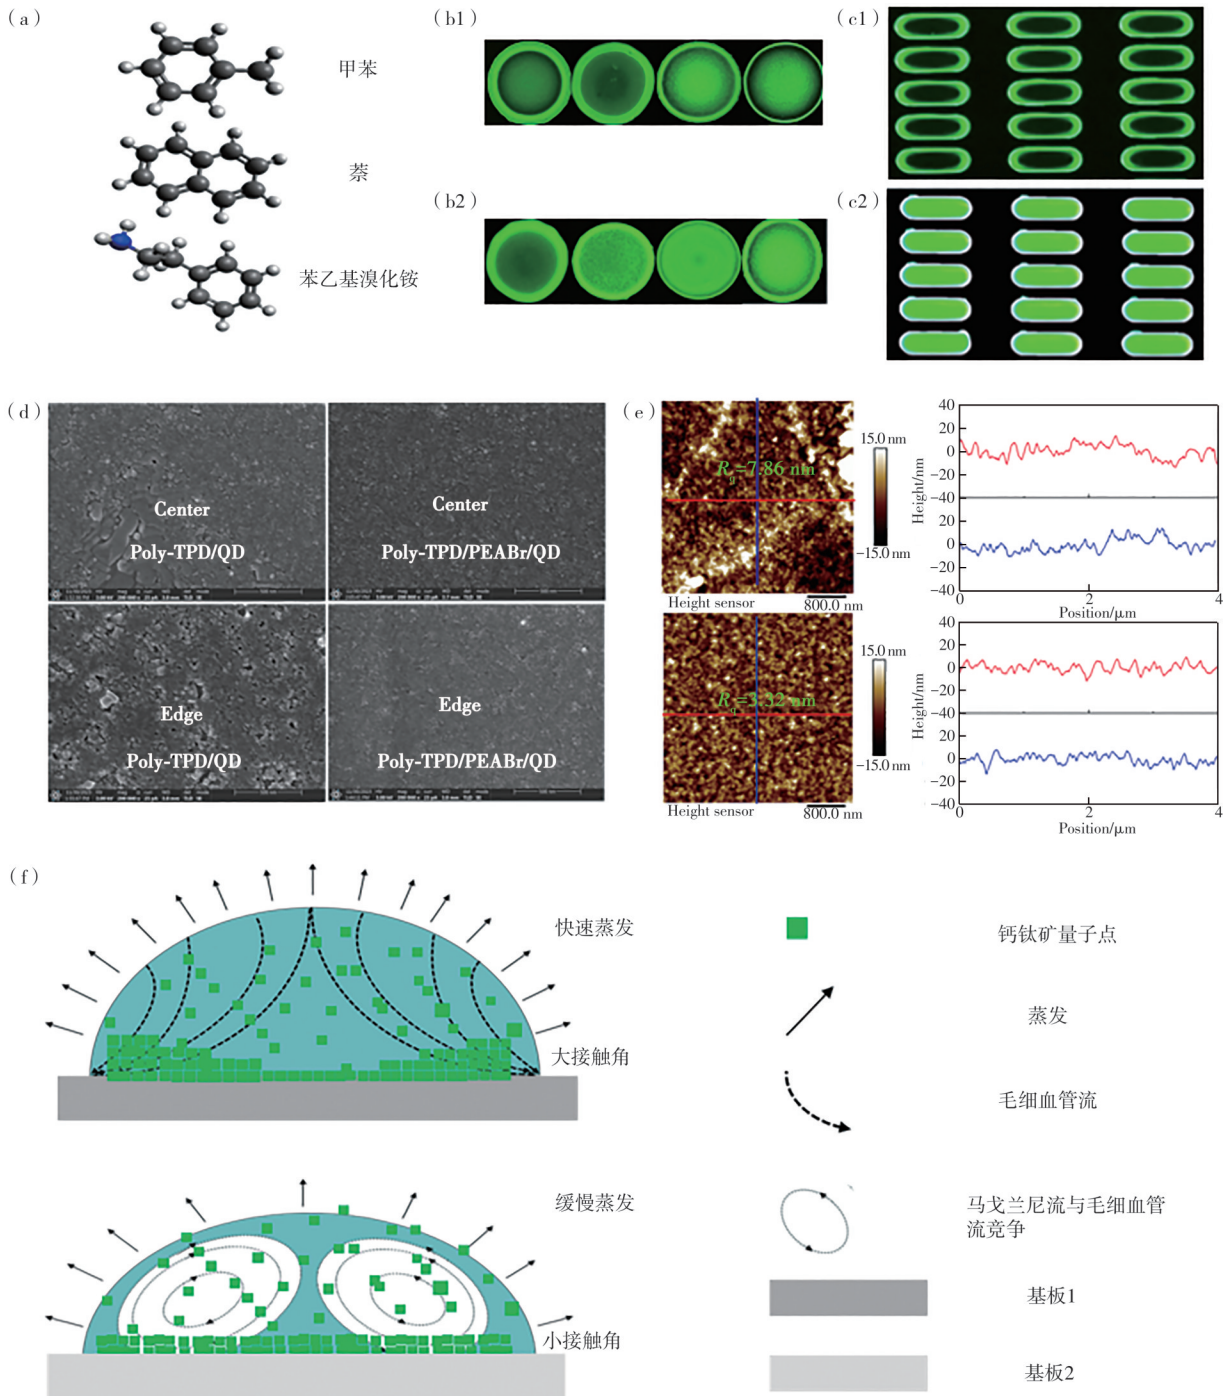 (a)
甲苯
萘
苯乙基溴化铵
(b1)
(b2)
(c1)
(c2)
(d)
Center
Poly-TPD/QD
Center
Poly-TPD/PEABr/QD
Edge
Poly-TPD/QD
Edge
Poly-TPD/PEABr/QD
(e)
15.0 nm
Rq=7.86 nm
-15.0 nm
Height sensor
800.0 nm
15.0 nm
Rq=3.32 nm
-15.0 nm
Height sensor
800.0 nm
40
20
0
-20
-40
20
0
-20
-40
Height/nm
0
2
4
Position/μm
40
20
0
-20
-40
20
0
-20
-40
Height/nm
0
2
4
Position/μm
(f)
快速蒸发
大接触角
缓慢蒸发
小接触角
钙钛矿量子点
蒸发
毛细血管流
马戈兰尼流与毛细血管
流竞争
基板1
基板2